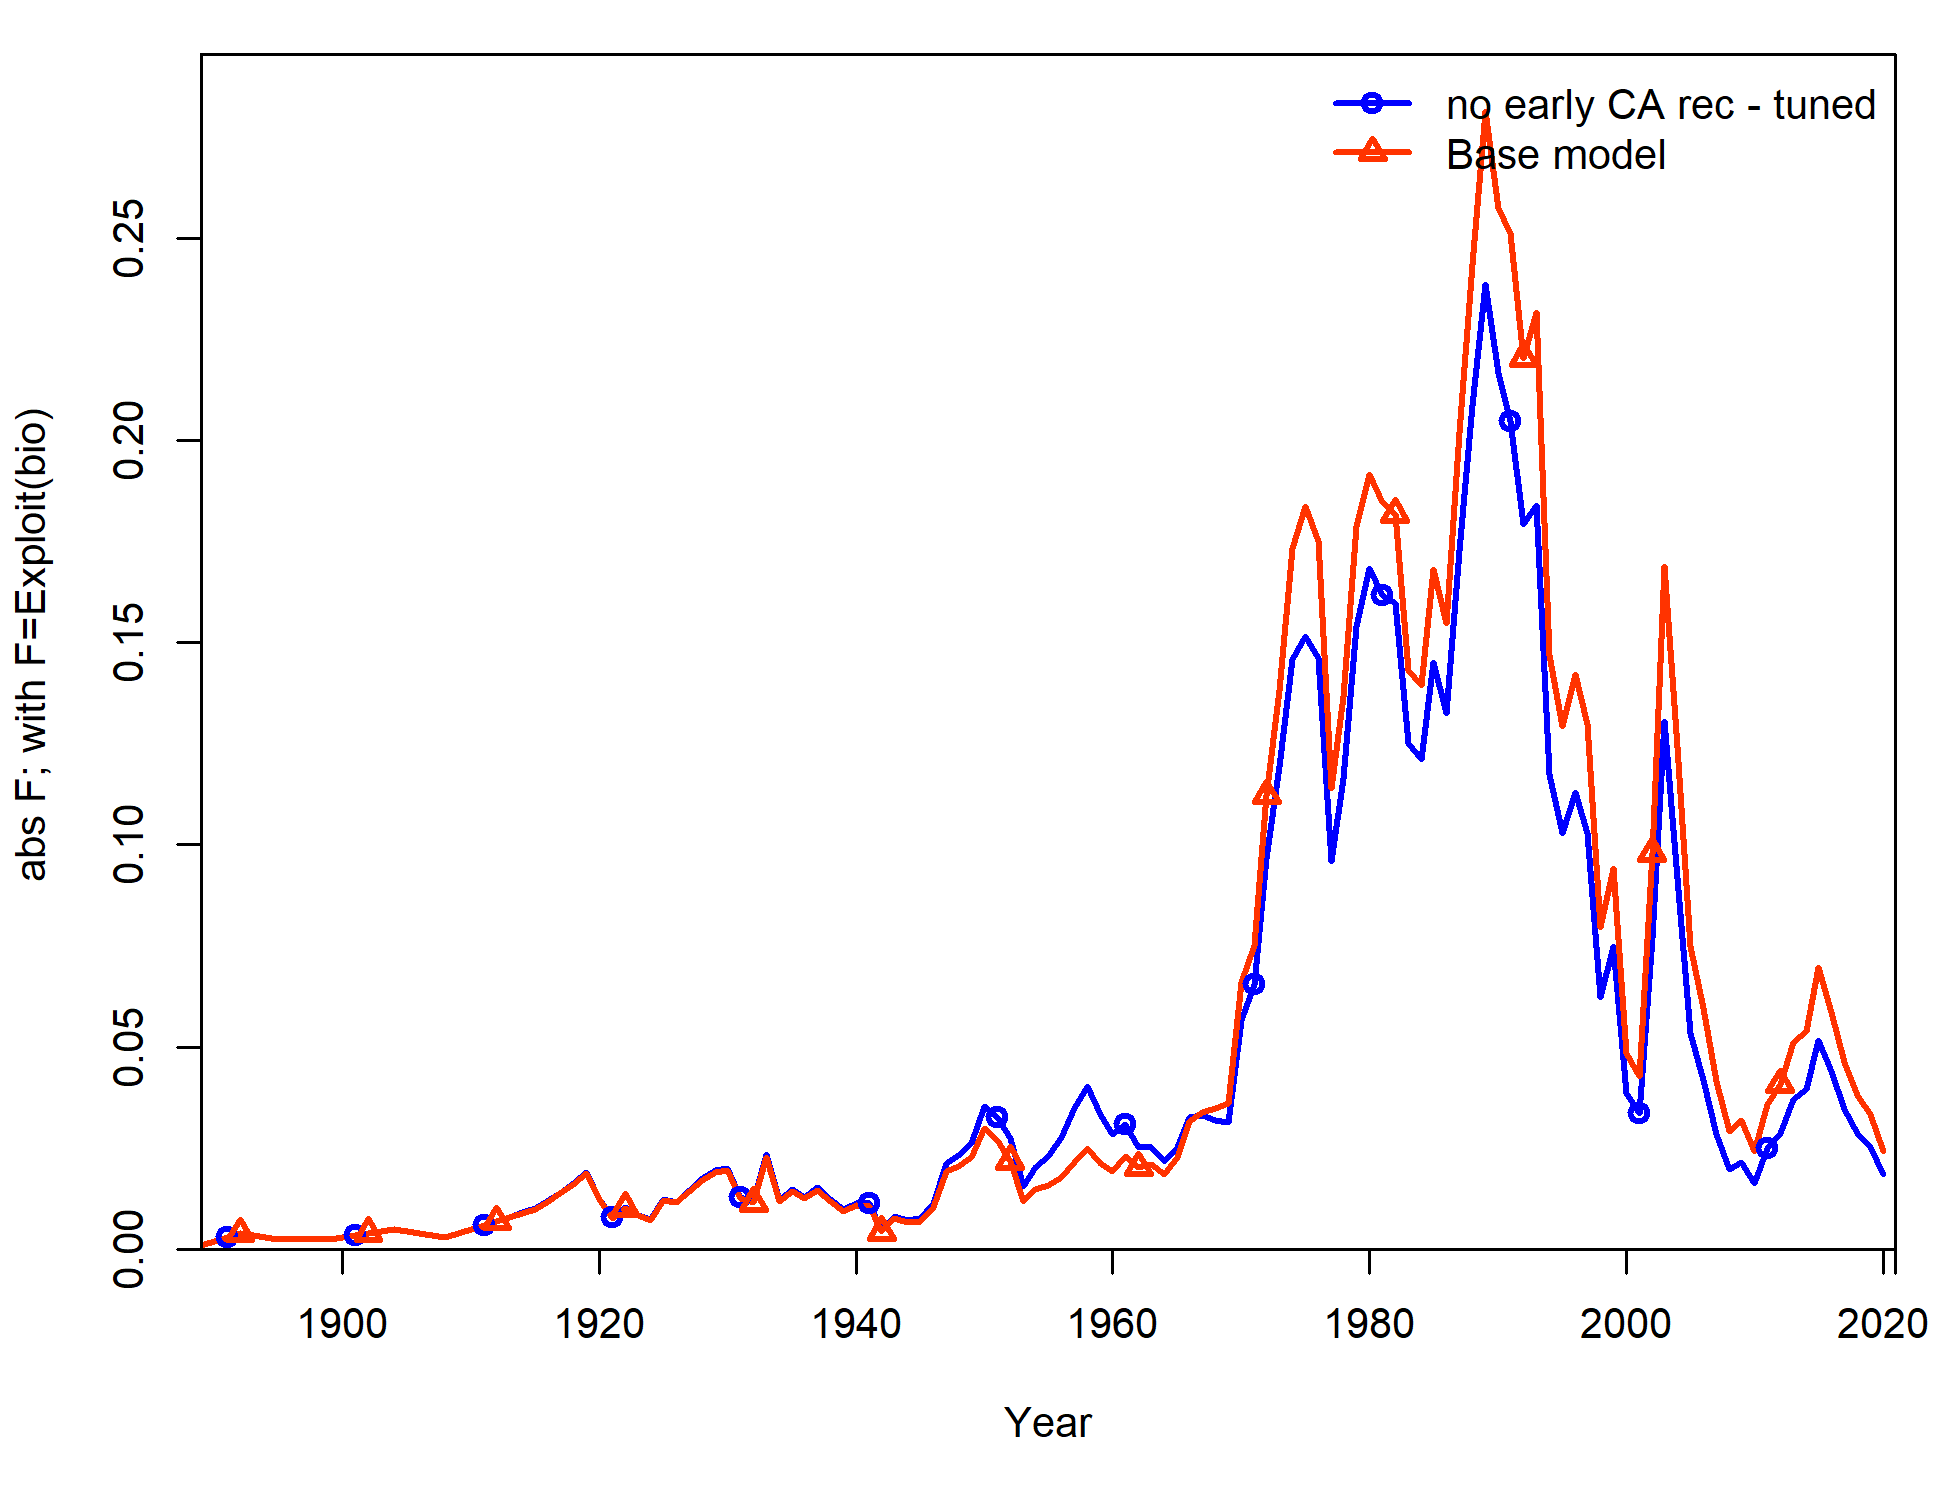 no early CA rec - tuned
Base model
abs F; with F=Exploit(bio)
0.25
0.20
0.15
0.10
0.05
0.00
1900 1920 1940 1960 1980 2000 2020
Year